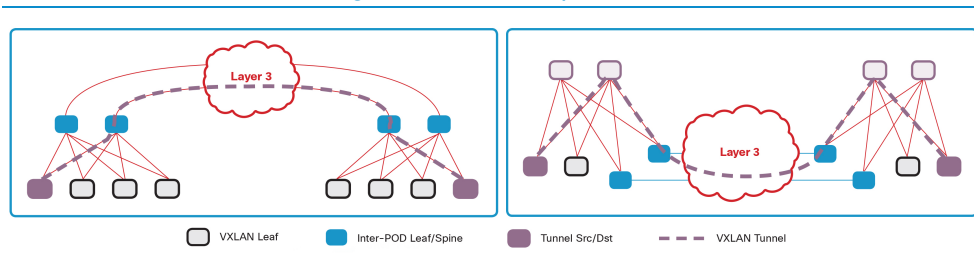 Layer 3
Layer 3
VXLAN Leaf
Inter-POD Leaf/Spine
Tunnel Src/Dst
VXLAN Tunnel